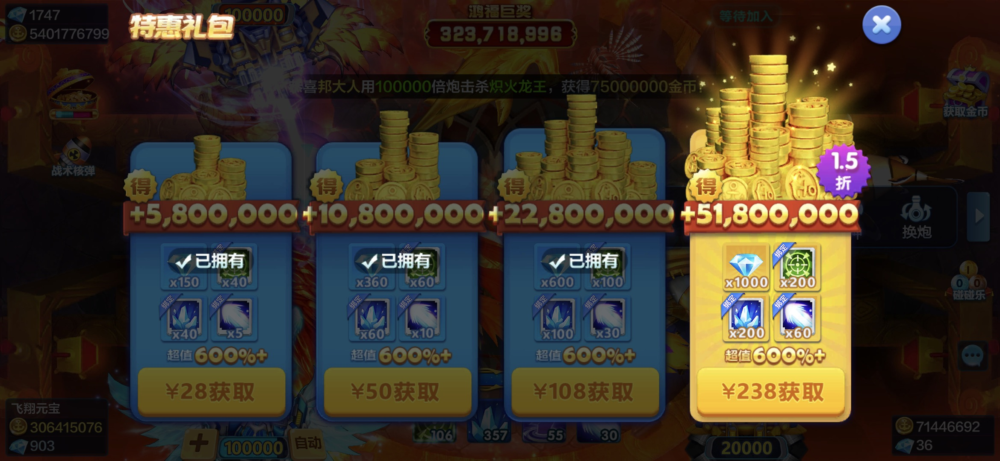 1747
5401776799
特惠礼包
100000
鸿福巨奖
323,718,996
等待加入
喜邦大人用100000倍炮击杀炽火龙王，获得75000000金币！
获取金币
战术核弹
换炮
碰碰乐
1
0
0
得
+5,800,000
已拥有
x150
绑定
x40
绑定
x40
绑定
x5
超值600%+
¥28获取
得
+10,800,000
已拥有
x360
绑定
x60
绑定
x60
绑定
x10
超值600%+
¥50获取
得
+22,800,000
已拥有
x600
绑定
x100
绑定
x100
绑定
x30
超值600%+
¥108获取
1.5
折
得
+51,800,000
x1000
绑定
x200
绑定
x200
绑定
x60
超值600%+
¥238获取
飞翔元宝
306415076
903
100000
自动
106
357
55
30
20000
71446692
36